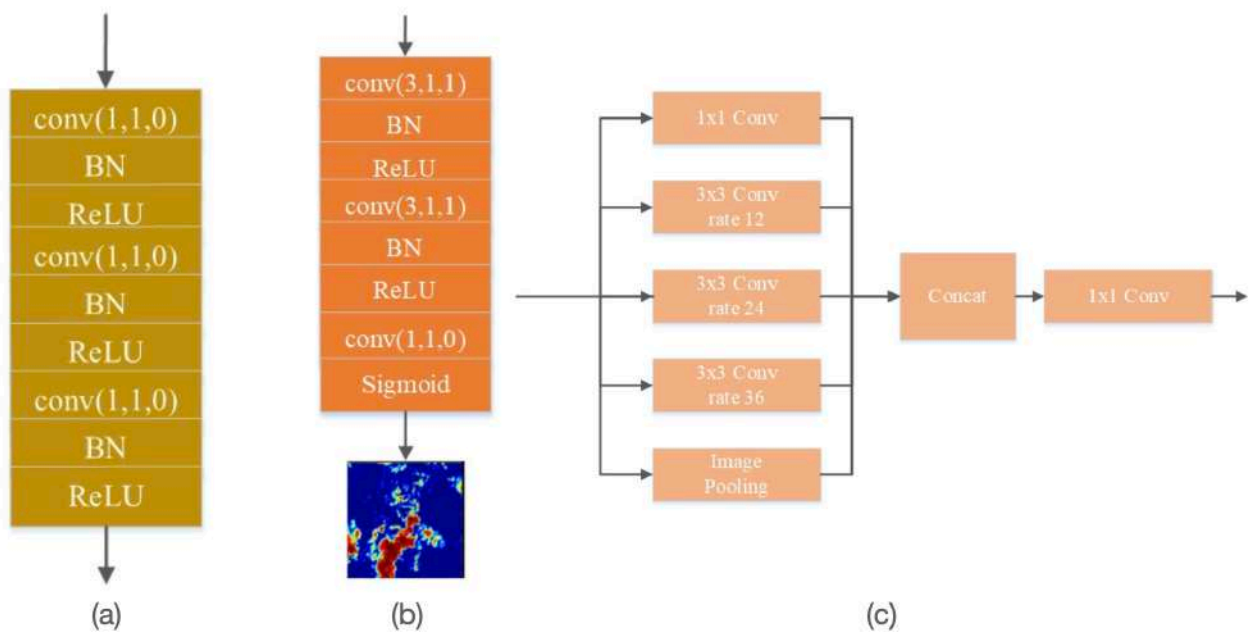 conv(1,1,0)
BN
ReLU
conv(1,1,0)
BN
ReLU
conv(1,1,0)
BN
ReLU
(a)
conv(3,1,1)
BN
ReLU
conv(3,1,1)
BN
ReLU
conv(1,1,0)
Sigmoid
(b)
1x1 Conv
3x3 Conv
rate 12
3x3 Conv
rate 24
3x3 Conv
rate 36
Image
Pooling
Concat
1x1 Conv
(c)